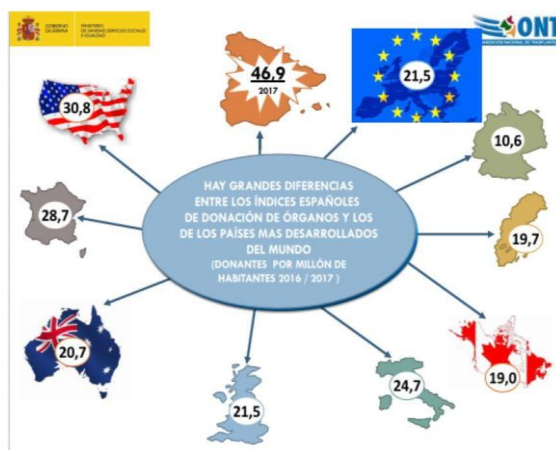 GOBIERNO
DE ESPAÑA
MINISTERIO
DE SANIDAD, SERVICIOS SOCIALES
E IGUALDAD
ONT
46.9
2017
21,5
30,8
10,6
28,7
HAY GRANDES DIFERENCIAS
ENTRE LOS ÍNDICES ESPAÑOLES
DE DONACIÓN DE ÓRGANOS Y LOS
DE LOS PAÍSES MAS DESARROLLADOS
DEL MUNDO
(DONANTES POR MILLÓN DE
HABITANTES 2016 / 2017 )
19,7
20,7
21,5
24,7
19,0